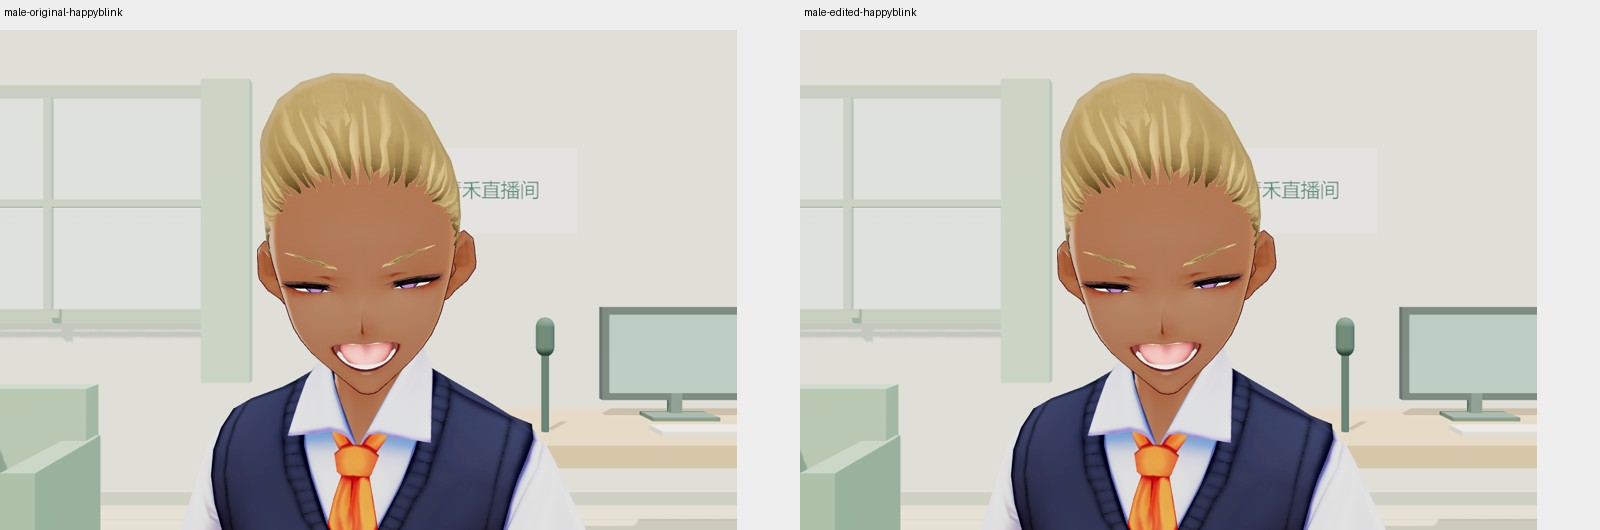 male-original-happyblink
male-edited-happyblink
禾直播间
禾直播间